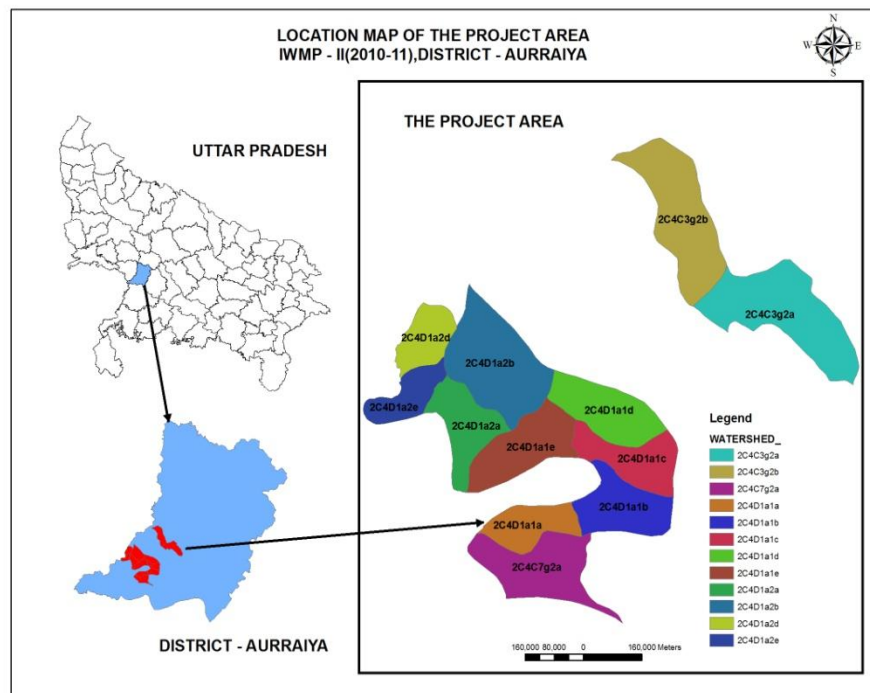 LOCATION MAP OF THE PROJECT AREA
IWMP - II(2010-11),DISTRICT - AURRAIYA
N
W
E
S
THE PROJECT AREA
UTTAR PRADESH
2C4C3g2b
2C4C3g2a
2C4D1a2d
2C4D1a2b
2C4D1a2e
2C4D1a2a
2C4D1a1d
2C4D1a1e
2C4D1a1c
2C4D1a1b
2C4D1a1a
2C4C7g2a
Legend
WATERSHED_
2C4C3g2a
2C4C3g2b
2C4C7g2a
2C4D1a1a
2C4D1a1b
2C4D1a1c
2C4D1a1d
2C4D1a1e
2C4D1a2a
2C4D1a2b
2C4D1a2d
2C4D1a2e
DISTRICT - AURRAIYA
160,000 80,000 0 160,000 Meters